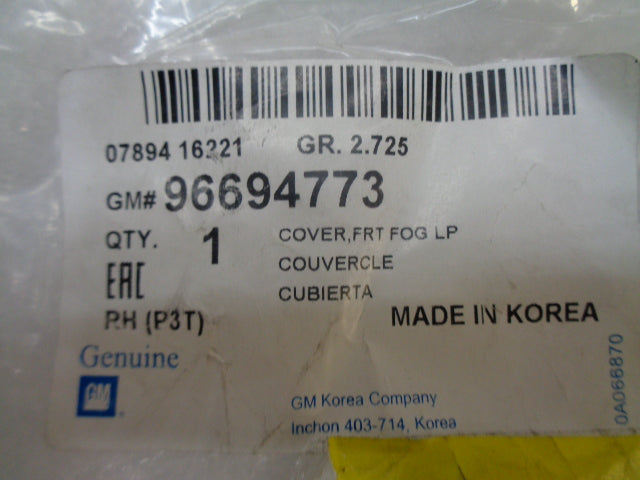 07894 16221 GR. 2.725
GM# 96694773
QTY. 1 COVER,FRT FOG LP
COUVERCLE
EAC CUBIERTA
RH (P3T) MADE IN KOREA
Genuine
GM
GM Korea Company
Inchon 403-714, Korea
0A066870